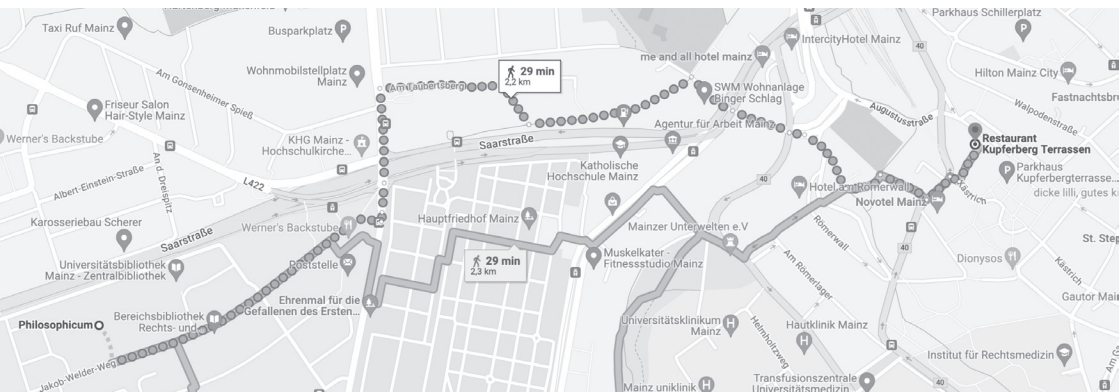 Taxi Ruf Mainz
Busparkplatz
Parkhaus Schillerplatz
IntercityHotel Mainz
me and all hotel mainz
Am Gonsenheimer Spieß
Wohnmobilstellplatz
Mainz
29 min
2,2 km
Am Taubertsberg
SWM Wohnanlage
Binger Schlag
40
Hilton Mainz City
Fastnachtsbr
Friseur Salon
Hair-Style Mainz
Augustusstraße
Walpodenstraße
Werner's Backstube
KHG Mainz -
Hochschulkirche...
Saarstraße
Agentur für Arbeit Mainz
Restaurant
Kupferberg Terrassen
An d. Dreispitz
Albert-Einstein-Straße
L422
Katholische
Hochschule Mainz
40
Hotel am Römerwall
Novotel Mainz
Kästrich
Parkhaus
Kupferbergterrasse...
dicke lilli, gutes k
Karosseriebau Scherer
Saarstraße
Werner's Backstube
Hauptfriedhof Mainz
Mainzer Unterwelten e.V
Römerwall
40
St. Step
Universitätsbibliothek
Mainz - Zentralbibliothek
Poststelle
29 min
2,3 km
Muskelkater -
Fitnessstudio Mainz
Am Römerlager
Dionysos
Kästrich
Ehrenmal für die
Gefallenen des Ersten...
Gautor Mai
Philosophicum
Bereichsbibliothek
Rechts- und
Universitätsklinikum
Mainz
Helmholtzweg
Hautklinik Mainz
Institut für Rechtsmedizin
Jakob-Welder-Weg
Mainz uniklinik
Transfusionszentrale
Universitätsmedizin
40